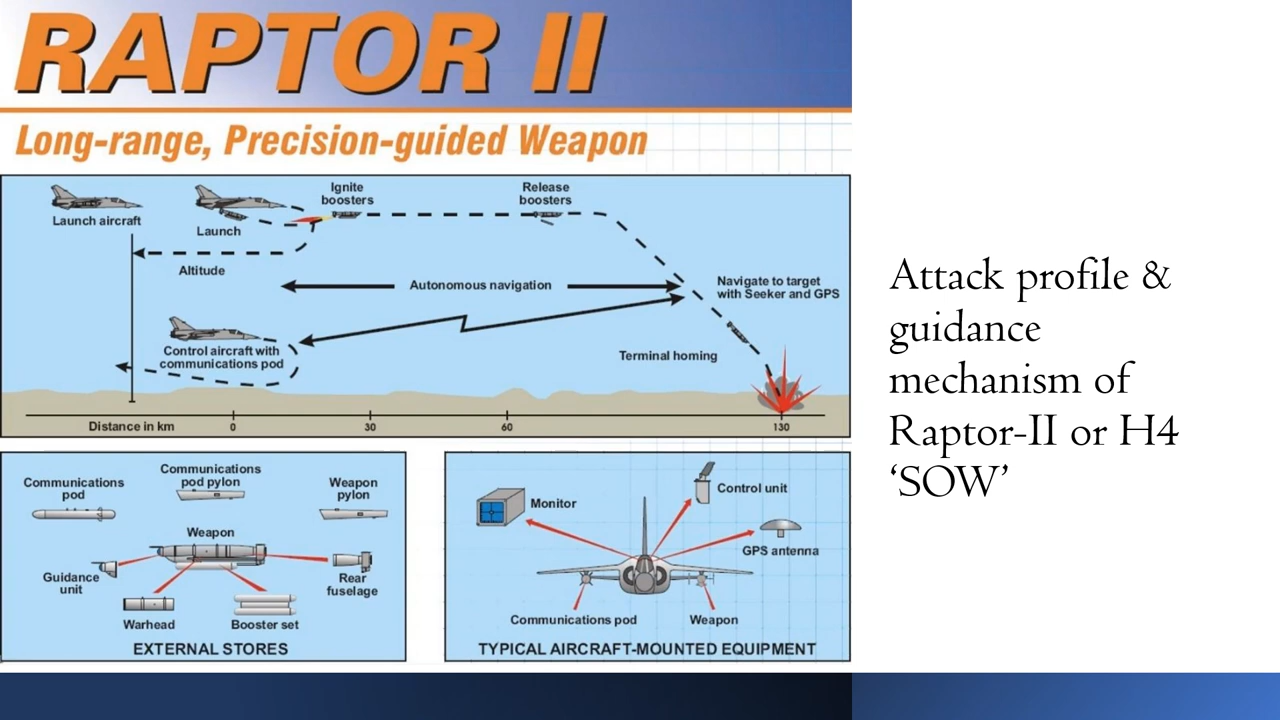 RAPTOR II
Long-range, Precision-guided Weapon
Launch aircraft
Launch
Ignite
boosters
Release
boosters
Altitude
Autonomous navigation
Navigate to target
with Seeker and GPS
Control aircraft with
communications pod
Terminal homing
Distance in km
0
30
60
130
Communications
pod
Communications
pod pylon
Weapon
pylon
Weapon
Guidance
unit
Rear
fuselage
Warhead
Booster set
EXTERNAL STORES
Monitor
Control unit
GPS antenna
Communications pod
Weapon
TYPICAL AIRCRAFT-MOUNTED EQUIPMENT
Attack profile &
guidance
mechanism of
Raptor-II or H4
‘SOW’